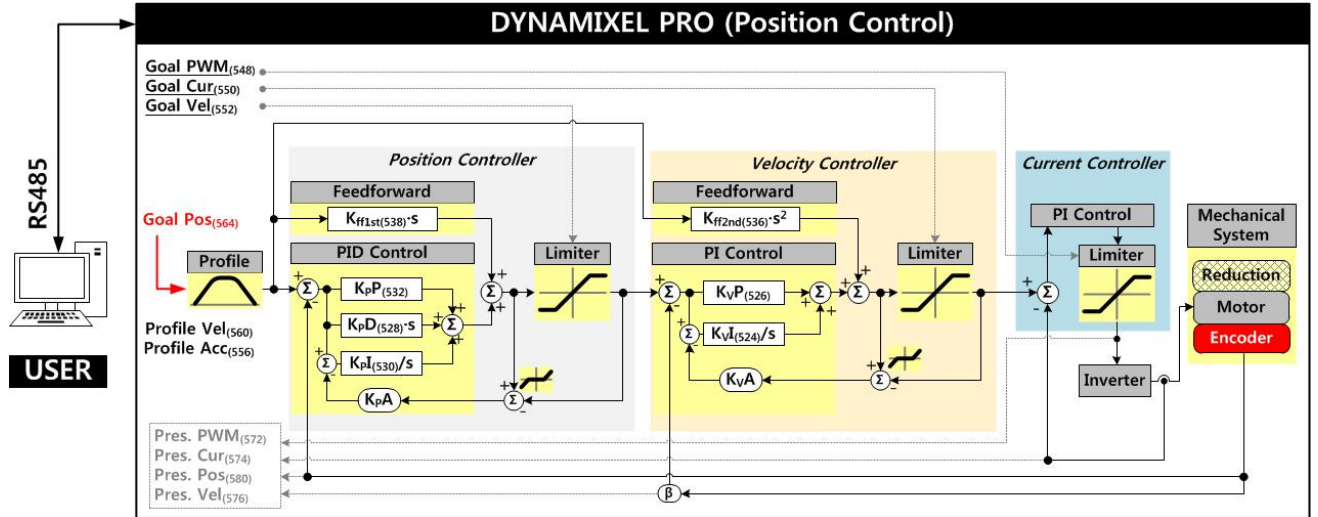 DYNAMIXEL PRO (Position Control)
Goal PWM(548)
Goal Cur(550)
Goal Vel(552)
RS485
USER
Goal Pos(564)
Profile
Profile Vel(560)
Profile Acc(556)
Position Controller
Feedforward
Kff1st(538)·s
PID Control
KPP(532)
KPD(528)·s
KPI(530)/s
KPA
Limiter
Σ
Σ
Σ
Σ
Σ
+
-
+
-
+
+
+
+
+
+
-
Velocity Controller
Feedforward
Kff2nd(536)·s2
PI Control
KVP(526)
KVI(524)/s
KVA
Limiter
Σ
Σ
Σ
Σ
Σ
+
-
+
-
+
+
+
+
+
-
Current Controller
PI Control
Limiter
Σ
+
-
Inverter
Mechanical
System
Reduction
Motor
Encoder
Pres. PWM(572)
Pres. Cur(574)
Pres. Pos(580)
Pres. Vel(576)
β